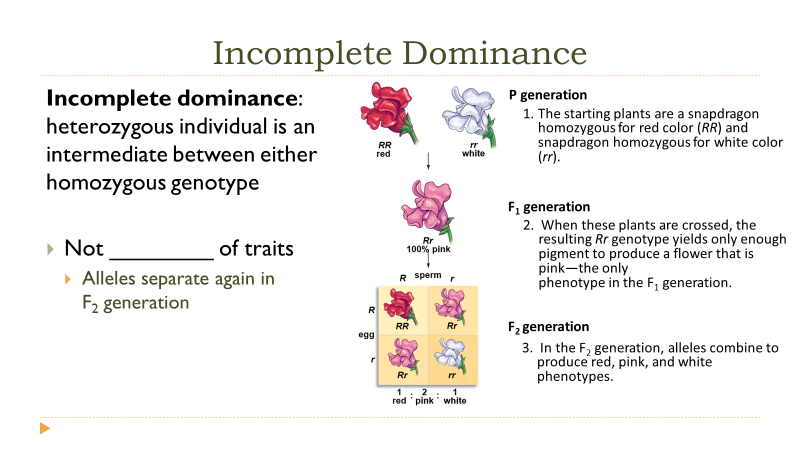 Incomplete Dominance
Incomplete dominance:
heterozygous individual is an
intermediate between either
homozygous genotype
Not _________ of traits
Alleles separate again in
F₂ generation
RR
red
rr
white
Rr
100% pink
R sperm r
R
egg
r
RR
Rr
Rr
rr
1 : 2 : 1
red pink white
P generation
1. The starting plants are a snapdragon
homozygous for red color (RR) and
snapdragon homozygous for white color
(rr).
F₁ generation
2. When these plants are crossed, the
resulting Rr genotype yields only enough
pigment to produce a flower that is
pink—the only
phenotype in the F₁ generation.
F₂ generation
3. In the F₂ generation, alleles combine to
produce red, pink, and white
phenotypes.